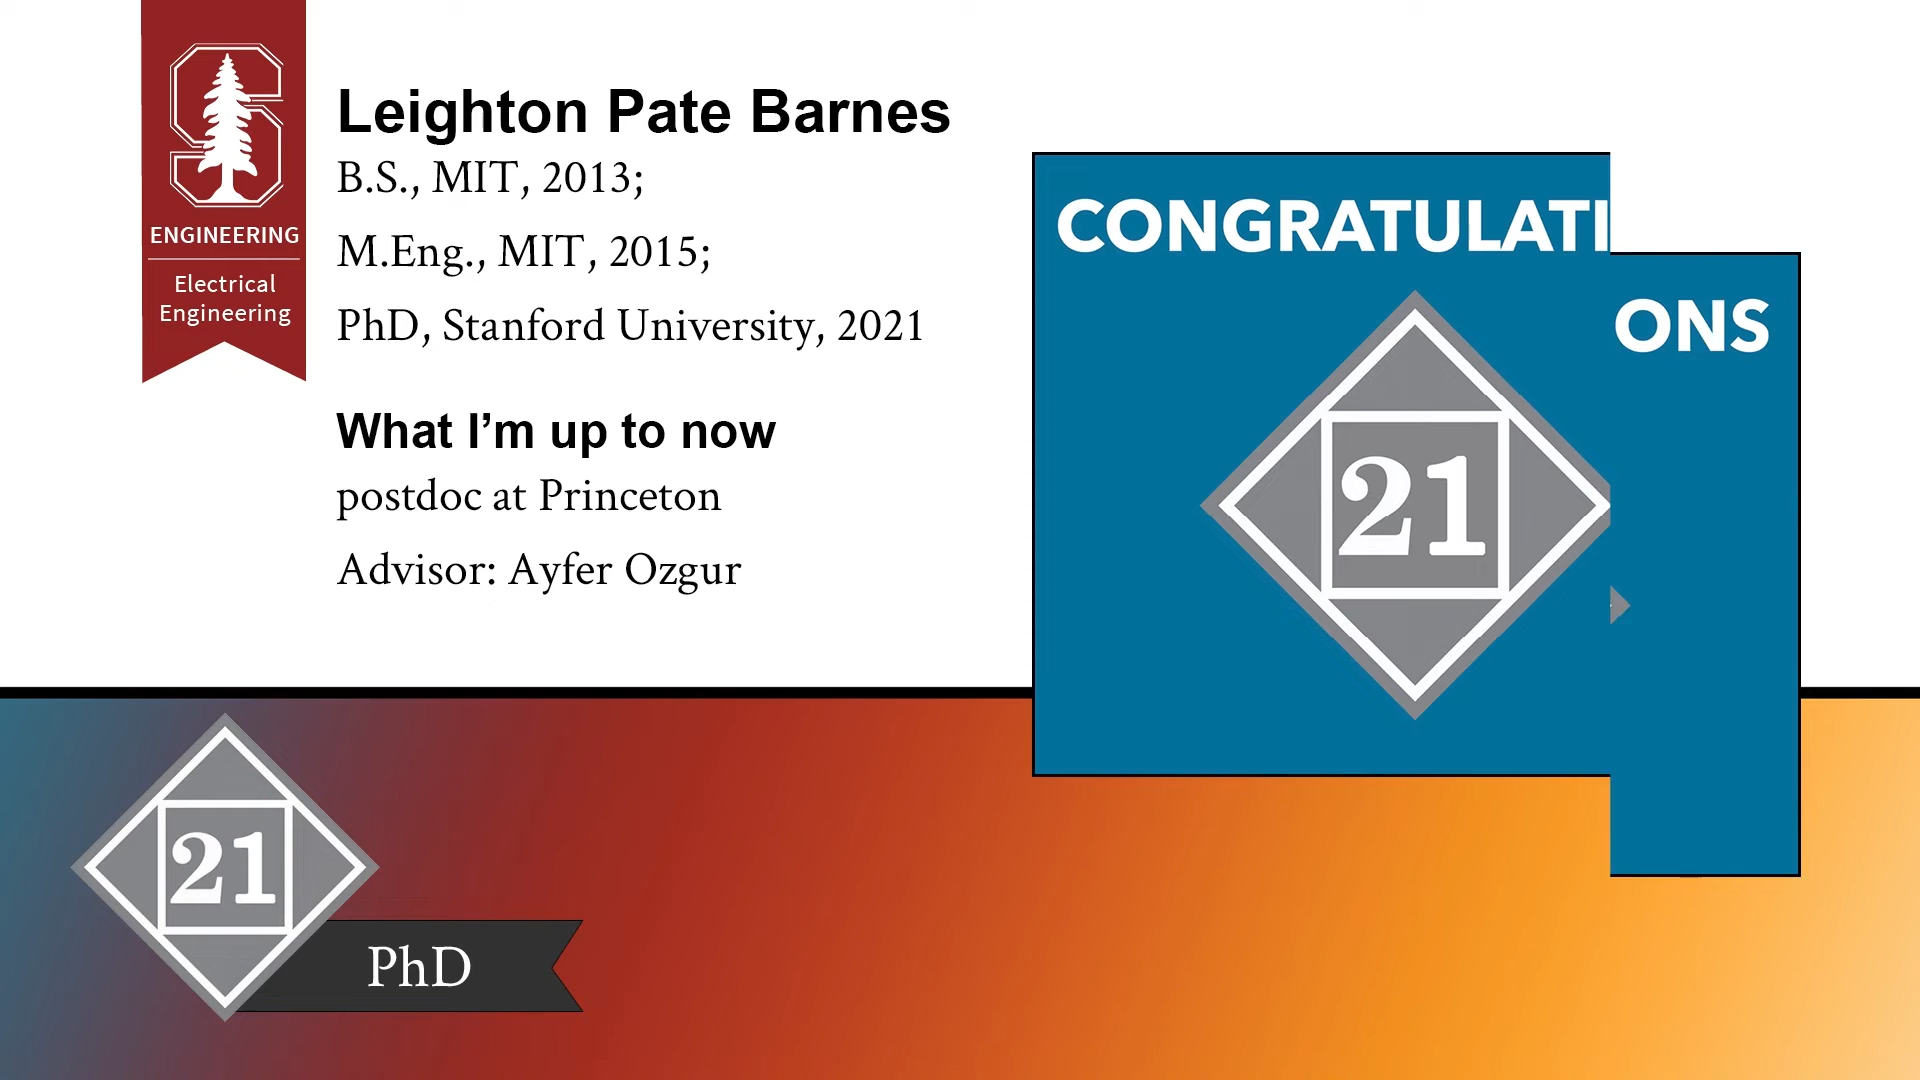 ENGINEERING
Electrical
Engineering
Leighton Pate Barnes
B.S., MIT, 2013;
M.Eng., MIT, 2015;
PhD, Stanford University, 2021
What I’m up to now
postdoc at Princeton
Advisor: Ayfer Ozgur
CONGRATULATI
ONS
21
21
PhD